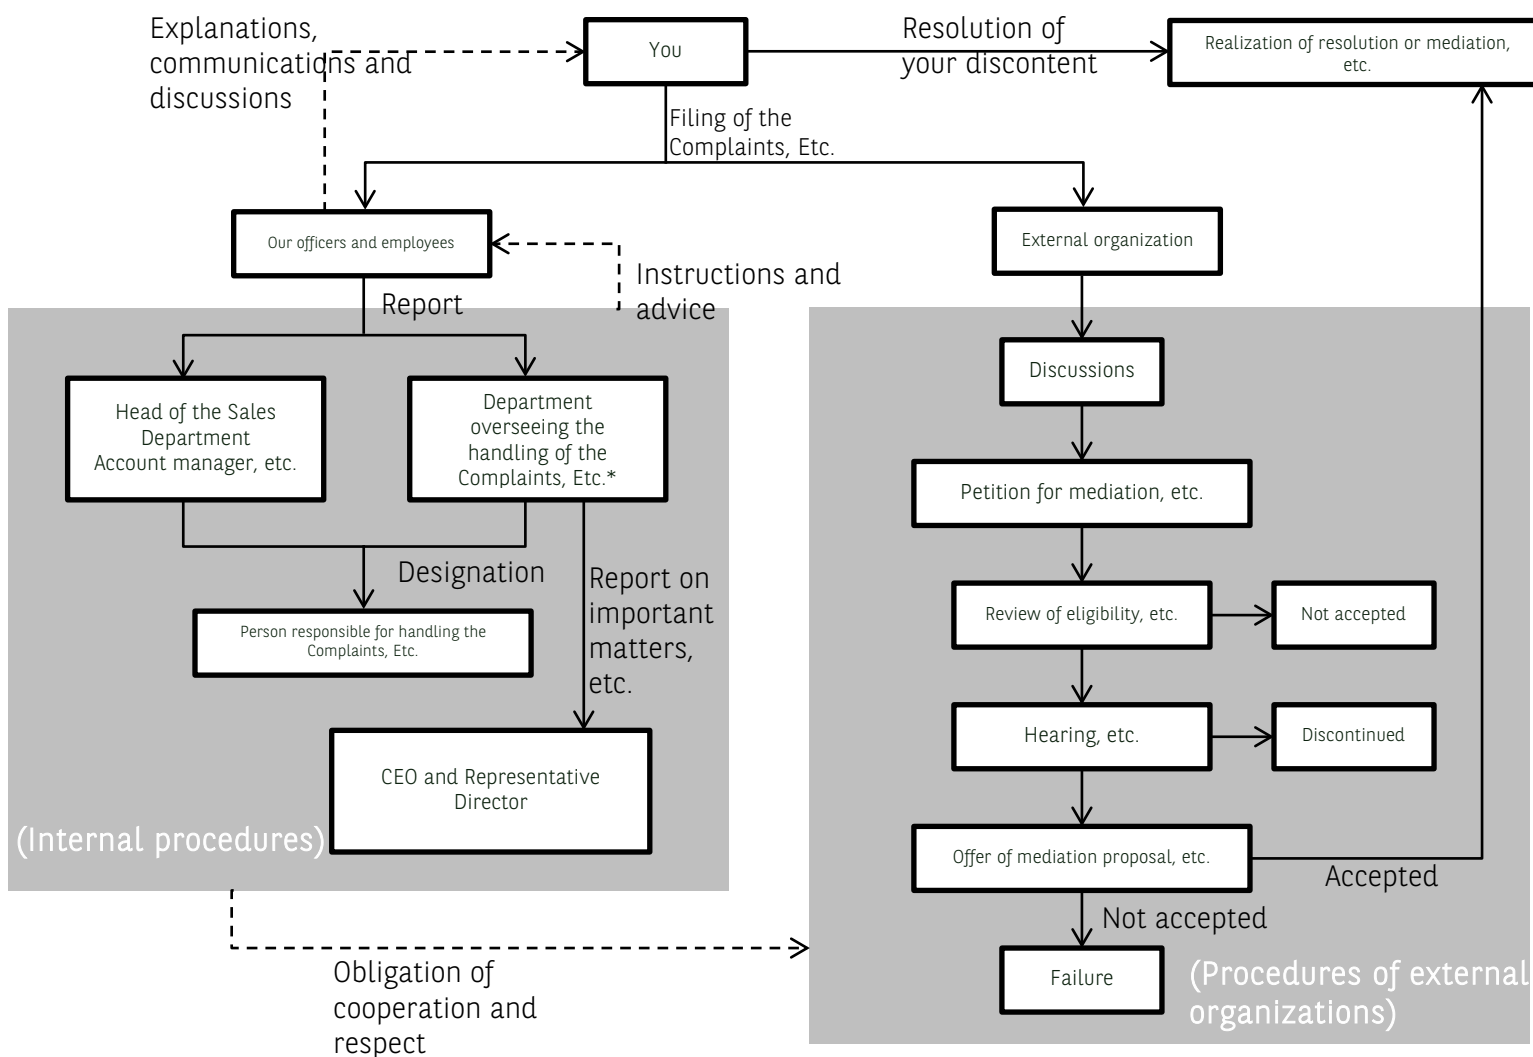 Explanations,
communications and
discussions
You
Resolution of
your discontent
Realization of resolution or mediation,
etc.
Filing of the
Complaints, Etc.
Our officers and employees
External organization
Instructions and
advice
Report
Discussions
Head of the Sales
Department
Account manager, etc.
Department
overseeing the
handling of the
Complaints, Etc.*
Petition for mediation, etc.
Designation
Report on
important
matters,
etc.
Person responsible for handling the
Complaints, Etc.
Review of eligibility, etc.
Not accepted
Hearing, etc.
Discontinued
CEO and Representative
Director
(Internal procedures)
Offer of mediation proposal, etc.
Accepted
Not accepted
Failure
(Procedures of external
organizations)
Obligation of
cooperation and
respect